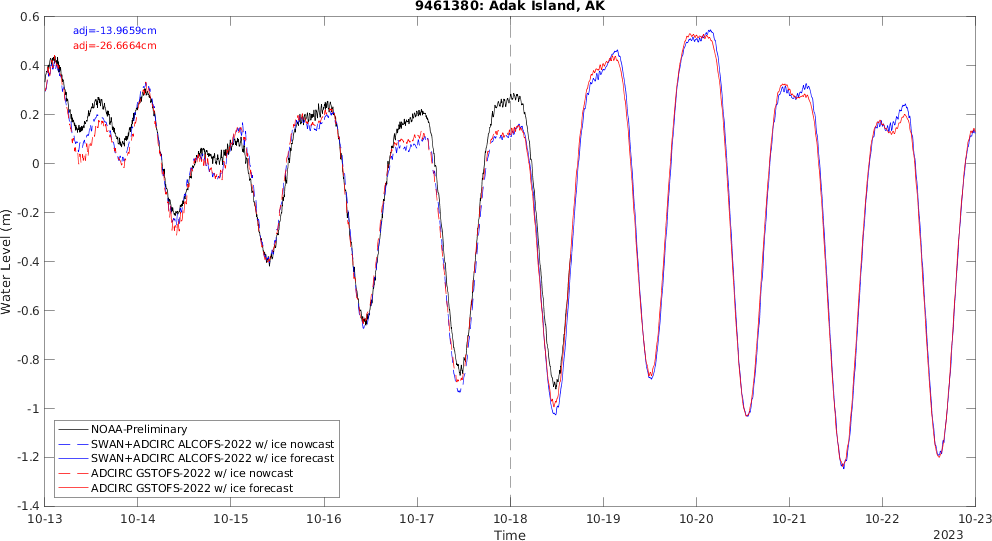 9461380: Adak Island, AK
adj=-13.9659cm
adj=-26.6664cm
Water Level (m)
0.6
0.4
0.2
0
-0.2
-0.4
-0.6
-0.8
-1
-1.2
-1.4
NOAA-Preliminary
SWAN+ADCIRC ALCOFS-2022 w/ ice nowcast
SWAN+ADCIRC ALCOFS-2022 w/ ice forecast
ADCIRC GSTOFS-2022 w/ ice nowcast
ADCIRC GSTOFS-2022 w/ ice forecast
10-13 10-14 10-15 10-16 10-17 10-18 10-19 10-20 10-21 10-22 10-23
Time
2023